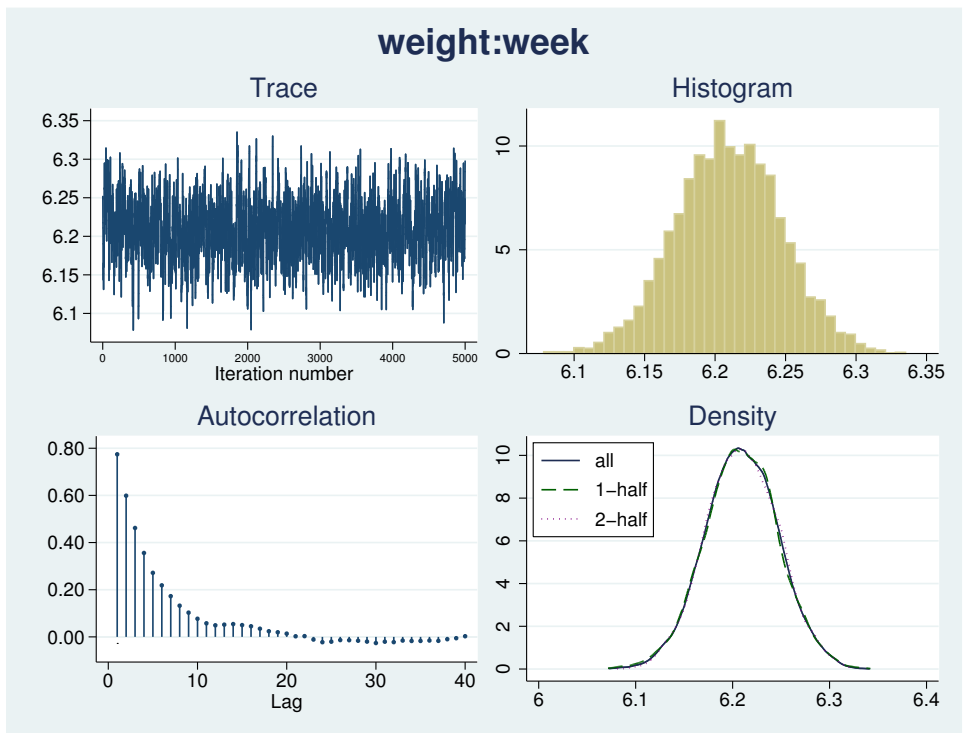 weight:week
Trace
6.35
6.3
6.25
6.2
6.15
6.1
0 1000 2000 3000 4000 5000
Iteration number
Histogram
10
5
0
6.1 6.15 6.2 6.25 6.3 6.35
Autocorrelation
0.80
0.60
0.40
0.20
0.00
0 10 20 30 40
Lag
Density
all
1-half
2-half
10
8
6
4
2
0
6 6.1 6.2 6.3 6.4